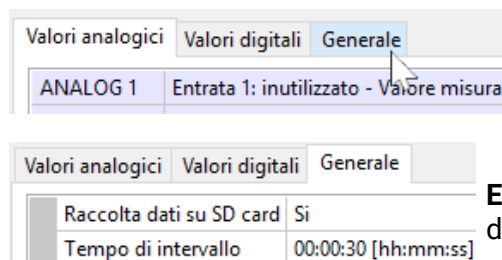 Valori analogici Valori digitali Generale
ANALOG 1 Entrata 1: inutilizzato - Valore misura
Valori analogici Valori digitali Generale
Raccolta dati su SD card Si
Tempo di intervallo 00:00:30 [hh:mm:ss]
E
d